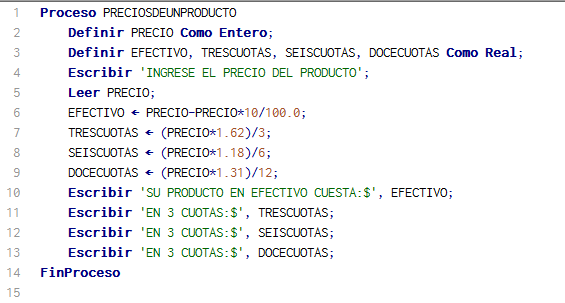 1 Proceso PRECIOSDEUNPRODUCTO
2 Definir PRECIO Como Entero;
3 Definir EFECTIVO, TRESCUOTAS, SEISCUOTAS, DOCECUOTAS Como Real;
4 Escribir 'INGRESE EL PRECIO DEL PRODUCTO';
5 Leer PRECIO;
6 EFECTIVO ← PRECIO-PRECIO*10/100.0;
7 TRESCUOTAS ← (PRECIO*1.62)/3;
8 SEISCUOTAS ← (PRECIO*1.18)/6;
9 DOCECUOTAS ← (PRECIO*1.31)/12;
10 Escribir 'SU PRODUCTO EN EFECTIVO CUESTA:$', EFECTIVO;
11 Escribir 'EN 3 CUOTAS:$', TRESCUOTAS;
12 Escribir 'EN 3 CUOTAS:$', SEISCUOTAS;
13 Escribir 'EN 3 CUOTAS:$', DOCECUOTAS;
14 FinProceso
15